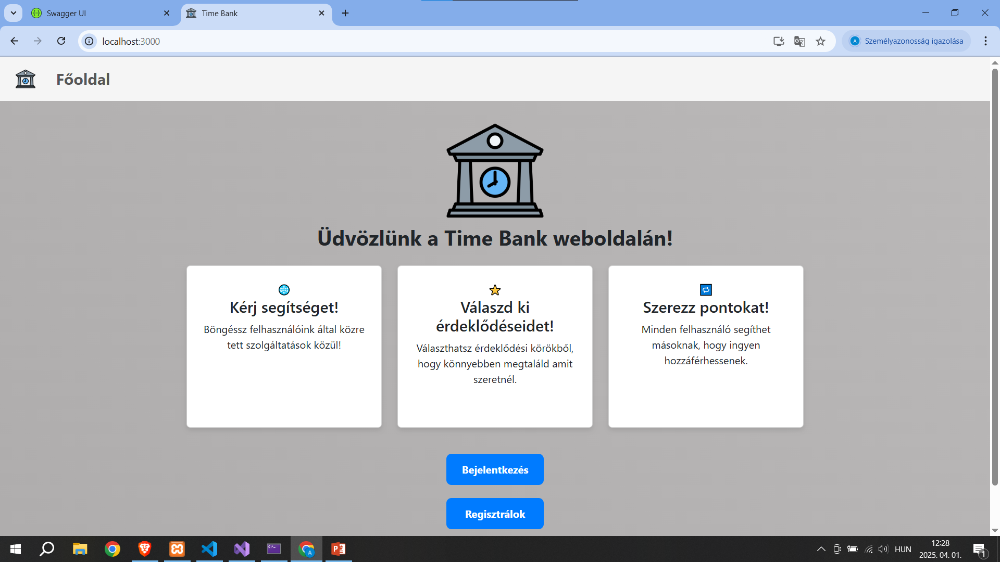 Swagger UI
Time Bank
localhost:3000
Személyazonosság igazolása
A
Főoldal
Üdvözlünk a Time Bank weboldalán!
Kérj segítséget!
Böngéssz felhasználóink által közre
tett szolgáltatások közül!
Válaszd ki
érdeklődéseidet!
Választhatsz érdeklődési körökből,
hogy könnyebben megtaláld amit
szeretnél.
Szerezz pontokat!
Minden felhasználó segíthet
másoknak, hogy ingyen
hozzáférhessenek.
Bejelentkezés
Regisztrálok
HUN
12:28
2025. 04. 01.
1